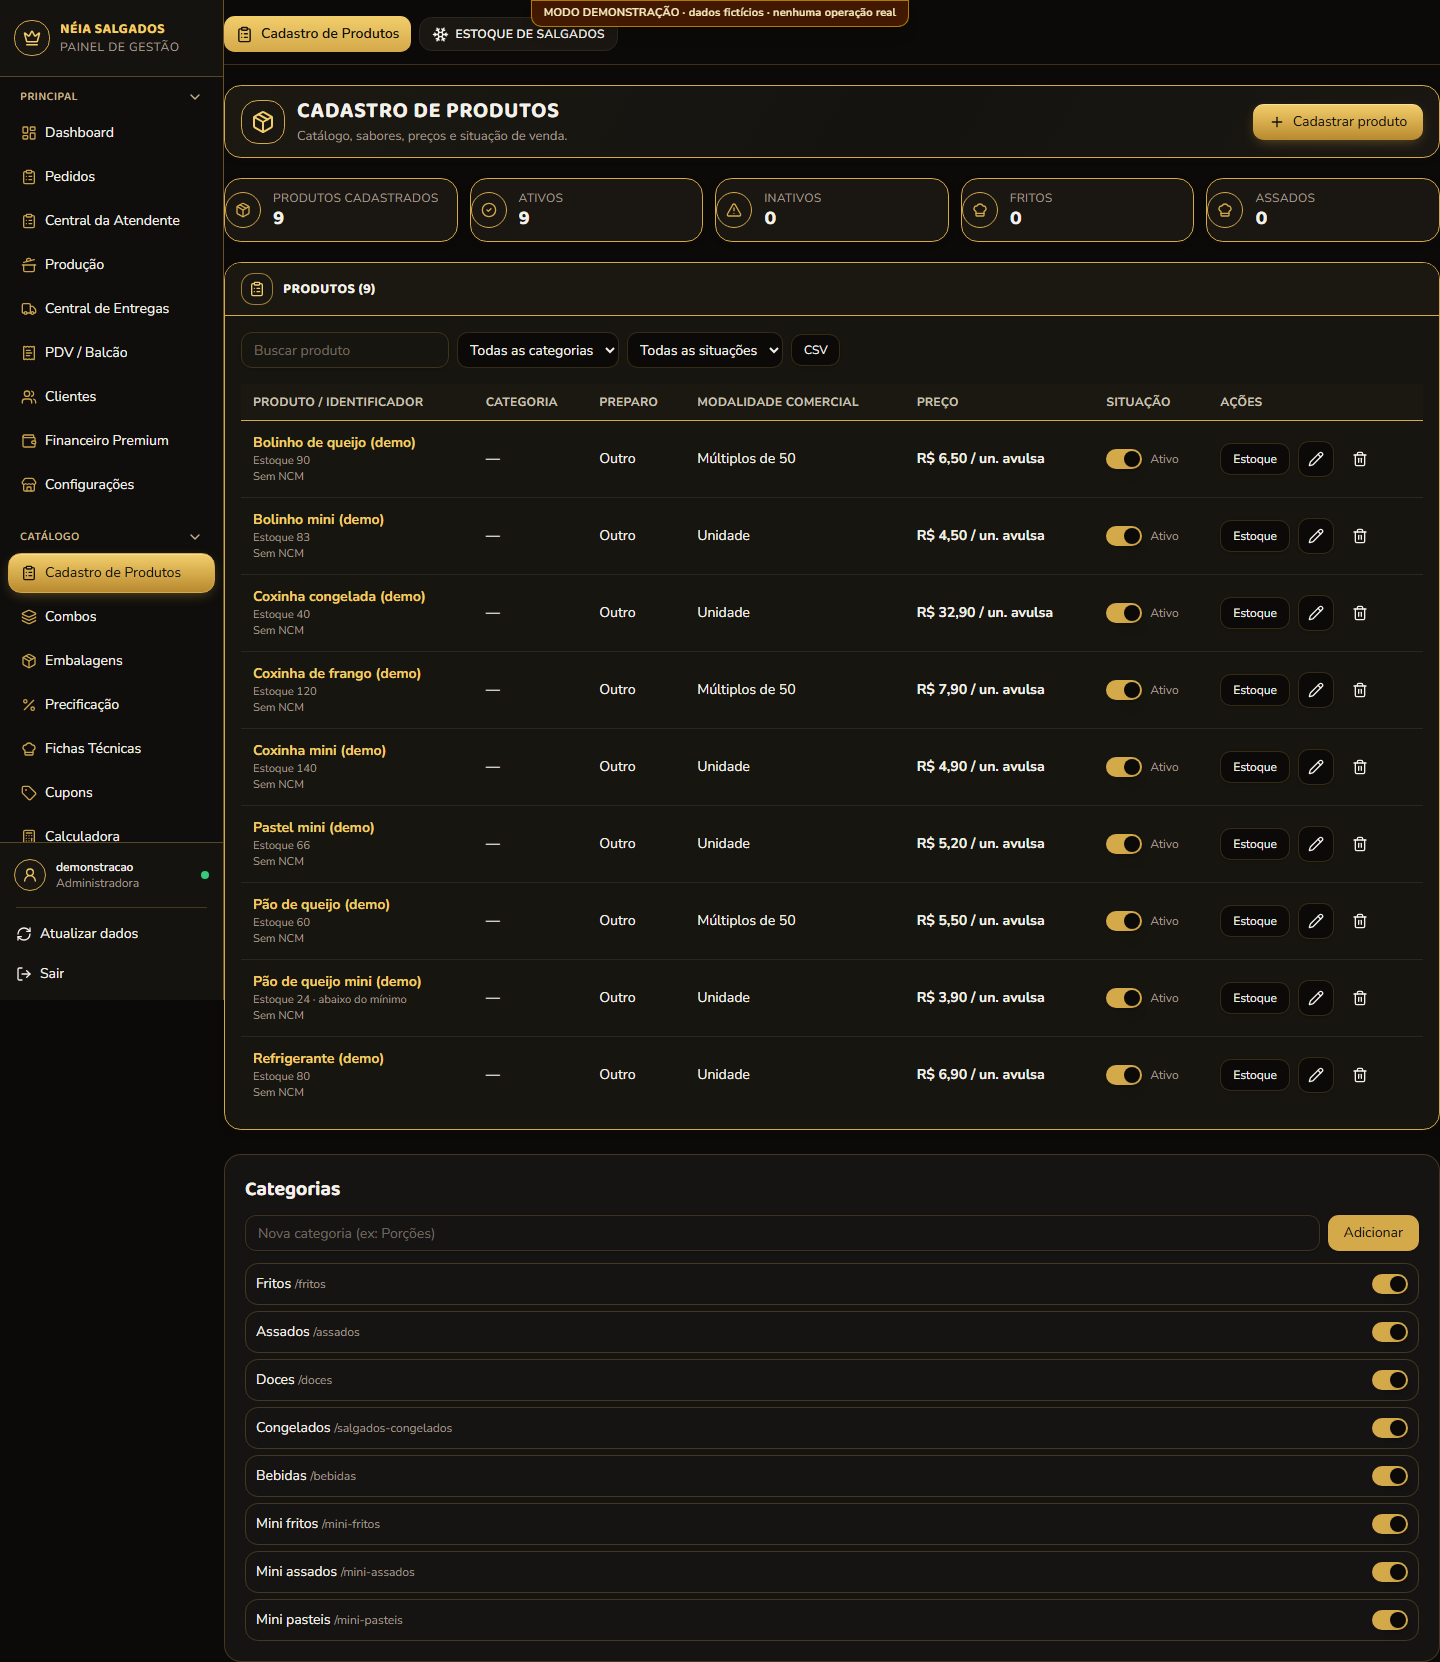 NÉIA SALGADOS
PAINEL DE GESTÃO
PRINCIPAL
Dashboard
Pedidos
Central da Atendente
Produção
Central de Entregas
PDV / Balcão
Clientes
Financeiro Premium
Configurações
CATÁLOGO
Cadastro de Produtos
Combos
Embalagens
Precificação
Fichas Técnicas
Cupons
Calculadora
demonstracao
Administradora
Atualizar dados
Sair
MODO DEMONSTRAÇÃO · dados fictícios · nenhuma operação real
Cadastro de Produtos
ESTOQUE DE SALGADOS
CADASTRO DE PRODUTOS
Catálogo, sabores, preços e situação de venda.
Cadastrar produto
PRODUTOS CADASTRADOS
9
ATIVOS
9
INATIVOS
0
FRITOS
0
ASSADOS
0
PRODUTOS (9)
Buscar produto
Todas as categorias
Todas as situações
CSV
PRODUTO / IDENTIFICADOR CATEGORIA PREPARO MODALIDADE COMERCIAL PREÇO SITUAÇÃO AÇÕES
Bolinho de queijo (demo)
Estoque 90
Sem NCM
— Outro Múltiplos de 50 R$ 6,50 / un. avulsa Ativo Estoque
Bolinho mini (demo)
Estoque 83
Sem NCM
— Outro Unidade R$ 4,50 / un. avulsa Ativo Estoque
Coxinha congelada (demo)
Estoque 40
Sem NCM
— Outro Unidade R$ 32,90 / un. avulsa Ativo Estoque
Coxinha de frango (demo)
Estoque 120
Sem NCM
— Outro Múltiplos de 50 R$ 7,90 / un. avulsa Ativo Estoque
Coxinha mini (demo)
Estoque 140
Sem NCM
— Outro Unidade R$ 4,90 / un. avulsa Ativo Estoque
Pastel mini (demo)
Estoque 66
Sem NCM
— Outro Unidade R$ 5,20 / un. avulsa Ativo Estoque
Pão de queijo (demo)
Estoque 60
Sem NCM
— Outro Múltiplos de 50 R$ 5,50 / un. avulsa Ativo Estoque
Pão de queijo mini (demo)
Estoque 24 · abaixo do mínimo
Sem NCM
— Outro Unidade R$ 3,90 / un. avulsa Ativo Estoque
Refrigerante (demo)
Estoque 80
Sem NCM
— Outro Unidade R$ 6,90 / un. avulsa Ativo Estoque
Categorias
Nova categoria (ex: Porções)
Adicionar
Fritos /fritos
Assados /assados
Doces /doces
Congelados /salgados-congelados
Bebidas /bebidas
Mini fritos /mini-fritos
Mini assados /mini-assados
Mini pasteis /mini-pasteis